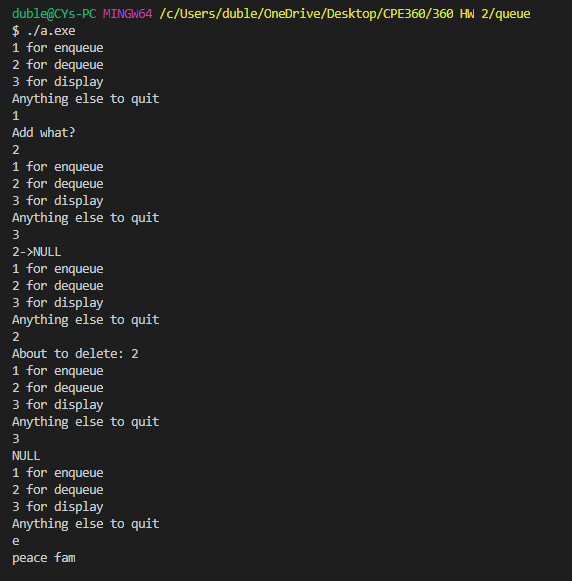 duble@CYs-PC MINGW64 /c/Users/duble/OneDrive/Desktop/CPE360/360 HW 2/queue
$ ./a.exe
1 for enqueue
2 for dequeue
3 for display
Anything else to quit
1
Add what?
2
1 for enqueue
2 for dequeue
3 for display
Anything else to quit
3
2->NULL
1 for enqueue
2 for dequeue
3 for display
Anything else to quit
2
About to delete: 2
1 for enqueue
2 for dequeue
3 for display
Anything else to quit
3
NULL
1 for enqueue
2 for dequeue
3 for display
Anything else to quit
e
peace fam